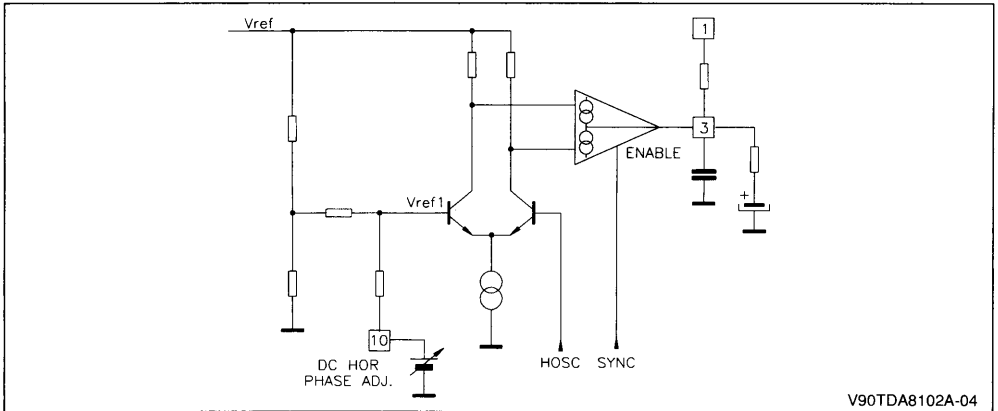 Vref
1
3
ENABLE
Vref1
+
10
DC HOR
PHASE ADJ.
HOSC SYNC
V90TDA8102A-04